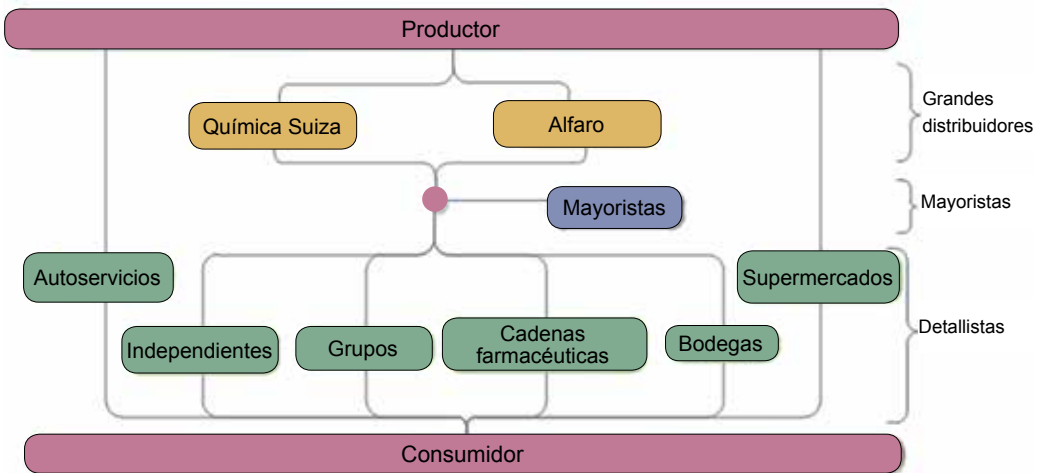 Productor
Grandes
distribuidores
Química Suiza
Alfaro
Mayoristas
Mayoristas
Autoservicios
Supermercados
Detallistas
Independientes
Grupos
Cadenas
farmacéuticas
Bodegas
Consumidor